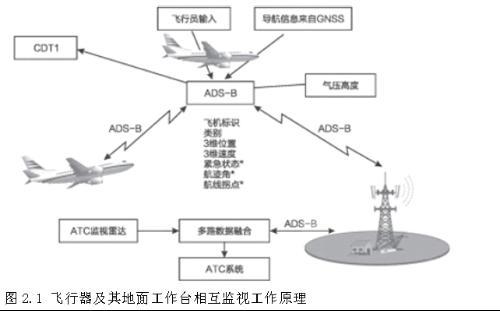 飞行员输入
导航信息来自GNSS
CDT1
ADS-B
气压高度
ADS-B
ADS-B
飞机标识
类别
3维位置
3维速度
紧急状态*
航迹角*
航线拐点*
ATC监视雷达
多路数据融合
ADS-B
ATC系统
图 2.1 飞行器及其地面工作台相互监视工作原理